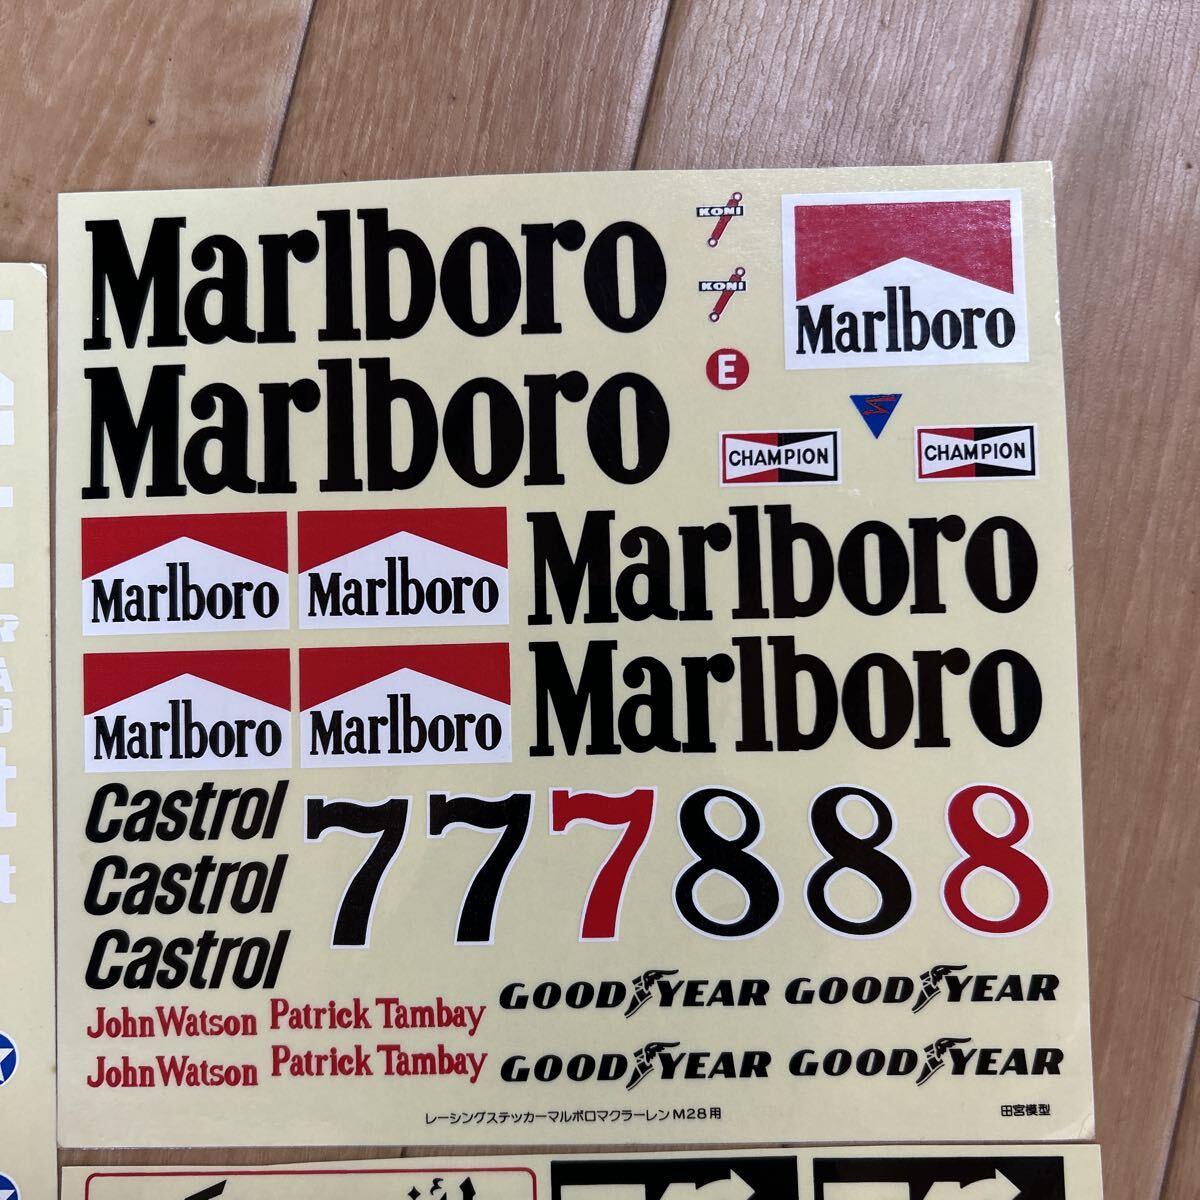 Marlboro
Marlboro
KONI
KONI
E
Marlboro
CHAMPION
CHAMPION
Marlboro
Marlboro
Marlboro
Marlboro
Marlboro
Marlboro
Castrol
Castrol
Castrol
7 7 7 8 8 8
John Watson
Patrick Tambay
John Watson
Patrick Tambay
GOODYEAR
GOODYEAR
GOODYEAR
GOODYEAR
レーシングステッカーマルボロマクラーレンM28用
田宮模型